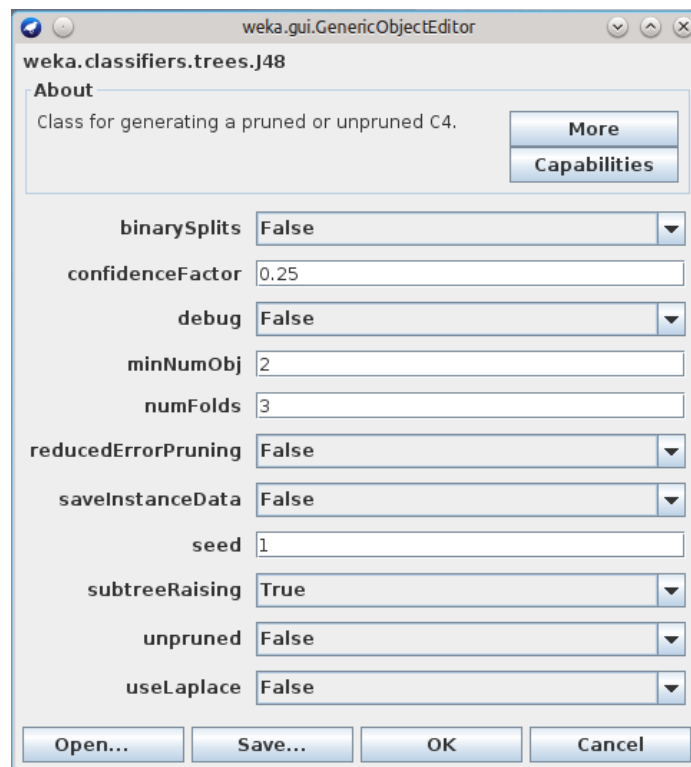 weka.gui.GenericObjectEditor
weka.classifiers.trees.J48
About
Class for generating a pruned or unpruned C4.
More
Capabilities
binarySplits False
confidenceFactor 0.25
debug False
minNumObj 2
numFolds 3
reducedErrorPruning False
saveInstanceData False
seed 1
subtreeRaising True
unpruned False
useLaplace False
Open... Save... OK Cancel